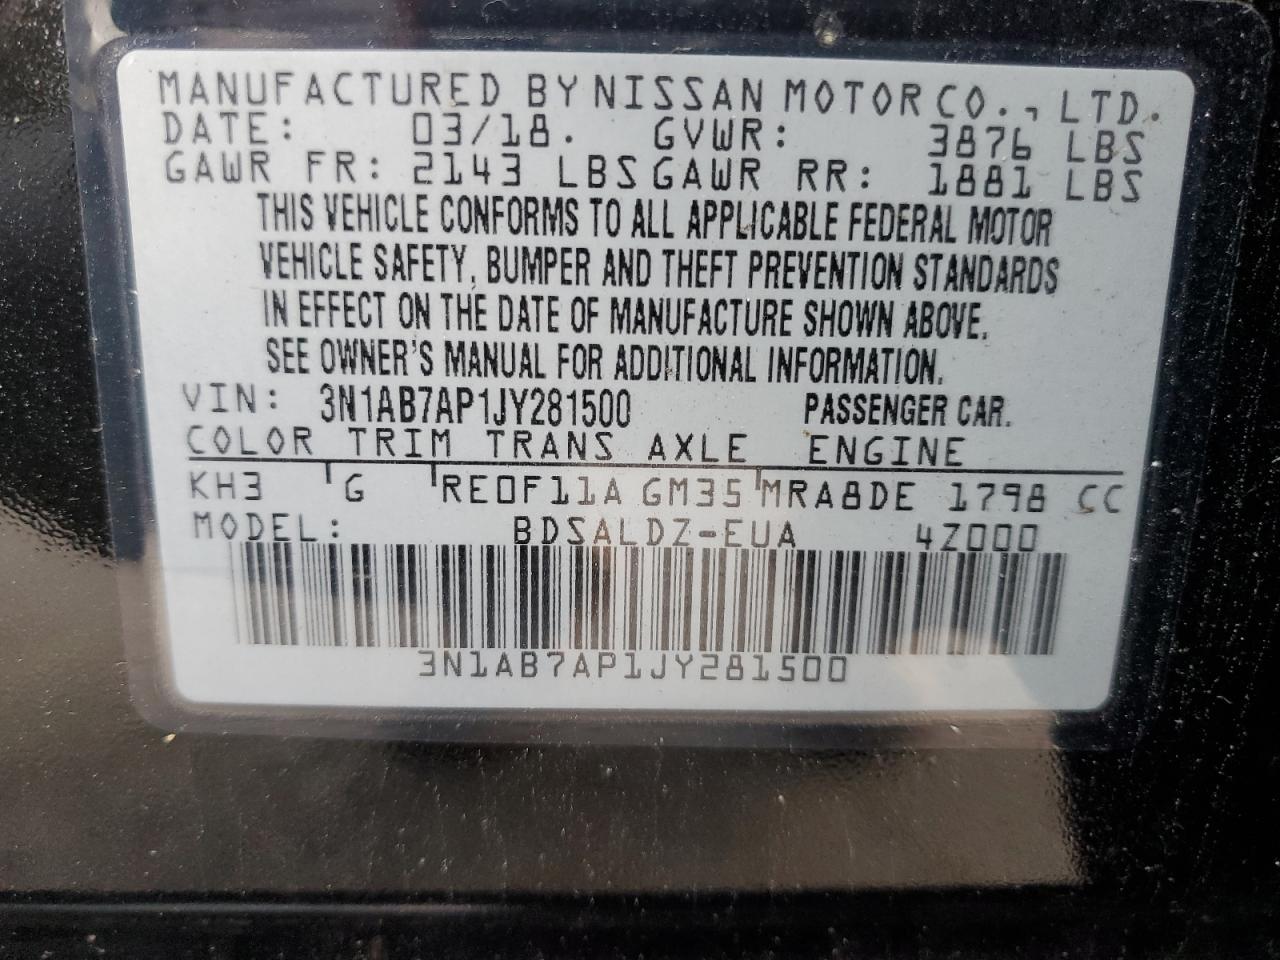 MANUFACTURED BY NISSAN MOTOR CO., LTD.
DATE: 03/18. GVWR: 3876 LBS
GAWR FR: 2143 LBS GAWR RR: 1881 LBS
THIS VEHICLE CONFORMS TO ALL APPLICABLE FEDERAL MOTOR
VEHICLE SAFETY, BUMPER AND THEFT PREVENTION STANDARDS
IN EFFECT ON THE DATE OF MANUFACTURE SHOWN ABOVE.
SEE OWNER'S MANUAL FOR ADDITIONAL INFORMATION.
VIN: 3N1AB7AP1JY281500 PASSENGER CAR.
COLOR TRIM TRANS AXLE ENGINE
KH3 G RE0F11A GM35 MRA8DE 1798 CC
MODEL: BDSALDZ-EUA 4Z000
3N1AB7AP1JY281500